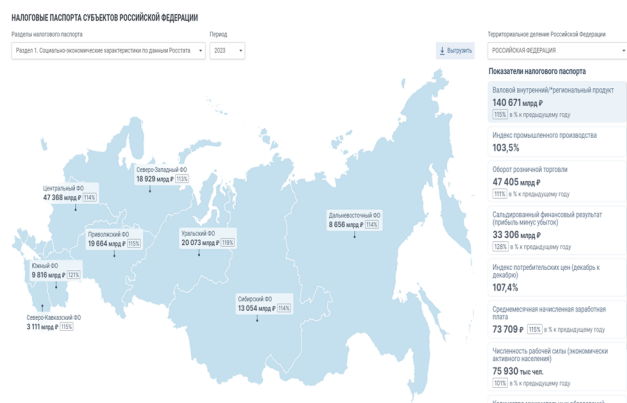 НАЛОГОВЫЕ ПАСПОРТА СУБЪЕКТОВ РОССИЙСКОЙ ФЕДЕРАЦИИ
Разделы налогового паспорта
Период
Территориальное деление Российской Федерации
Раздел 1. Социально-экономические характеристики по данным Росстата
2023
Выгрузить
РОССИЙСКАЯ ФЕДЕРАЦИЯ
Северо-Западный ФО
18 929 млрд ₽ 113%
Центральный ФО
47 368 млрд ₽ 114%
Приволжский ФО
19 664 млрд ₽ 115%
Уральский ФО
20 073 млрд ₽ 118%
Дальневосточный ФО
8 656 млрд ₽ 114%
Южный ФО
9 816 млрд ₽ 121%
Сибирский ФО
13 054 млрд ₽ 114%
Северо-Кавказский ФО
3 111 млрд ₽ 115%
Показатели налогового паспорта
Валовой внутренний/*региональный продукт
140 671 млрд ₽
115% в % к предыдущему году
Индекс промышленного производства
103,5%
Оборот розничной торговли
47 405 млрд ₽
111% в % к предыдущему году
Сальдированный финансовый результат
(прибыль минус убыток)
33 306 млрд ₽
128% в % к предыдущему году
Индекс потребительских цен (декабрь к
декабрю)
107,4%
Среднемесячная начисленная заработная
плата
73 709 ₽ 115% в % к предыдущему году
Численность рабочей силы (экономически
активного населения)
75 930 тыс чел.
101% в % к предыдущему году